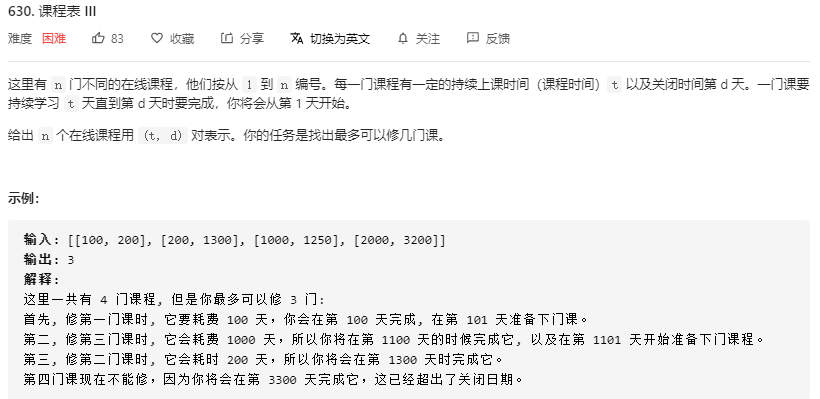 630. 课程表 III
难度 困难 83 收藏 分享 切换为英文 关注 反馈
这里有 n 门不同的在线课程，他们按从 1 到 n 编号。每一门课程有一定的持续上课时间（课程时间） t 以及关闭时间第 d 天。一门课要
持续学习 t 天直到第 d 天时要完成，你将会从第 1 天开始。
给出 n 个在线课程用 (t, d) 对表示。你的任务是找出最多可以修几门课。
示例：
输入: [[100, 200], [200, 1300], [1000, 1250], [2000, 3200]]
输出: 3
解释:
这里一共有 4 门课程, 但是你最多可以修 3 门:
首先, 修第一门课时, 它要耗费 100 天，你会在第 100 天完成, 在第 101 天准备下门课。
第二, 修第三门课时, 它会耗费 1000 天，所以你将在第 1100 天的时候完成它, 以及在第 1101 天开始准备下门课程。
第三, 修第二门课时, 它会耗时 200 天，所以你将会在第 1300 天时完成它。
第四门课现在不能修，因为你将会在第 3300 天完成它，这已经超出了关闭日期。